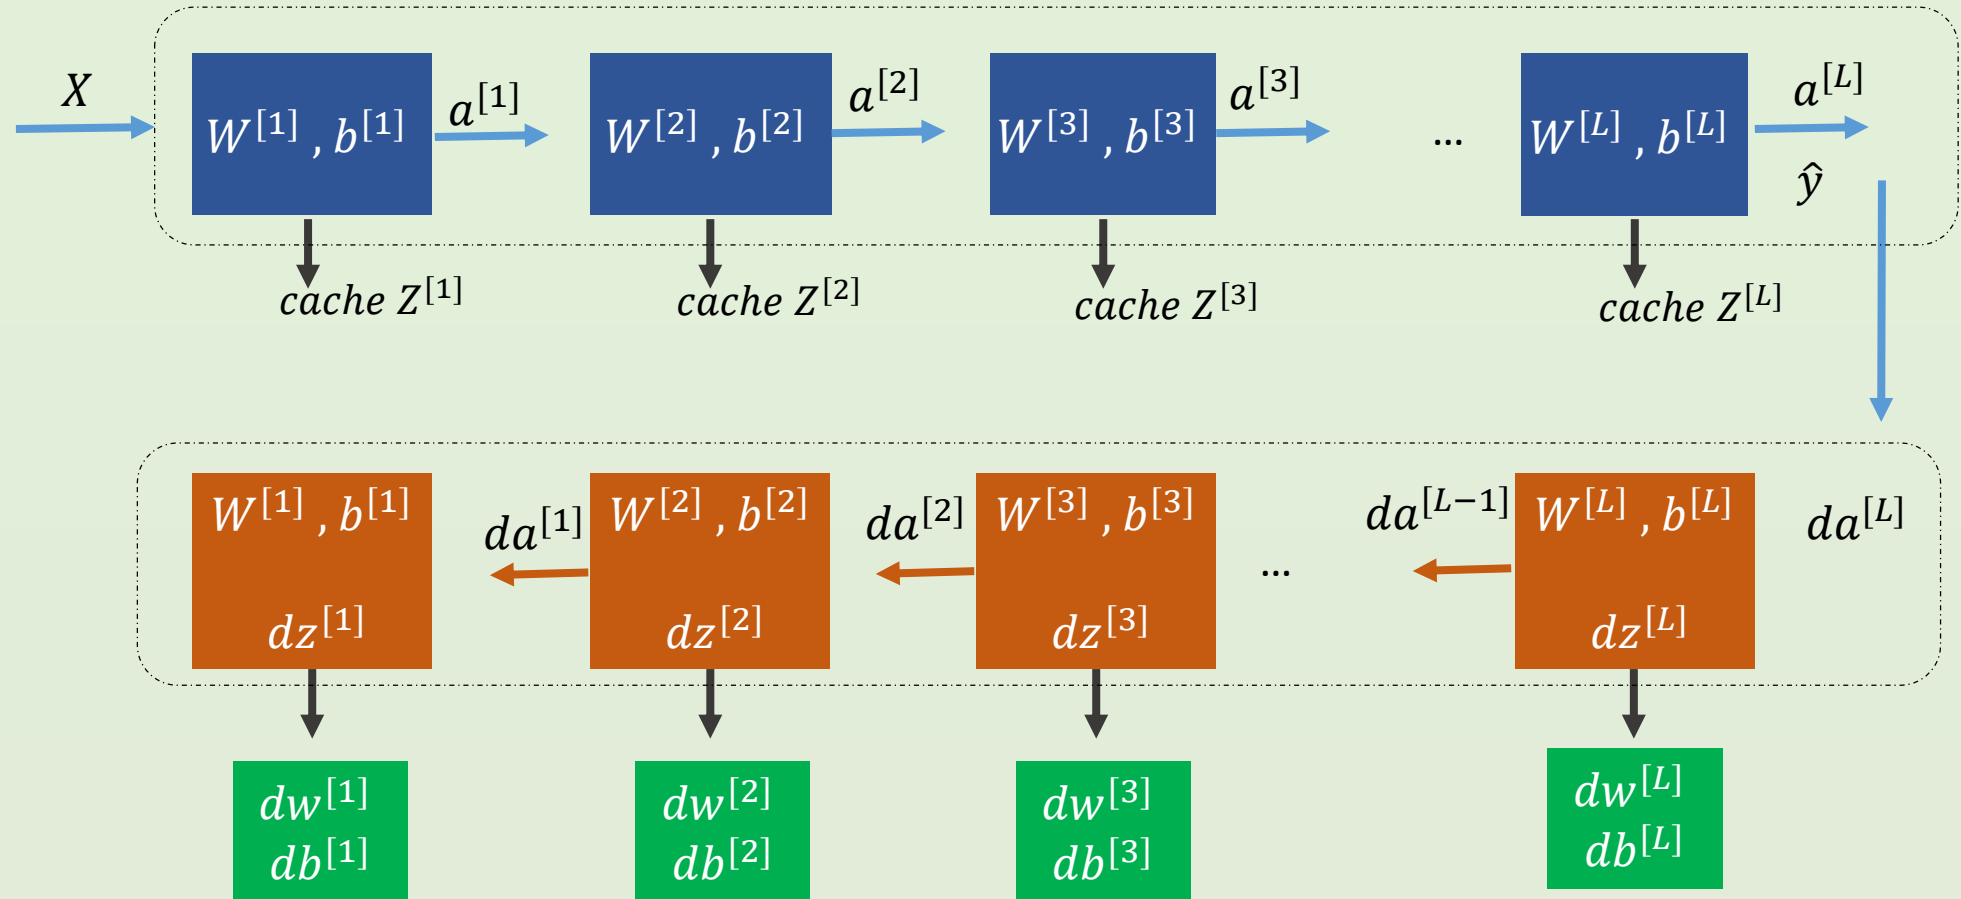 X
W^{[1]} , b^{[1]}
a^{[1]}
W^{[2]} , b^{[2]}
a^{[2]}
W^{[3]} , b^{[3]}
a^{[3]}
...
W^{[L]} , b^{[L]}
a^{[L]}
ŷ
cache Z^{[1]}
cache Z^{[2]}
cache Z^{[3]}
cache Z^{[L]}
W^{[1]} , b^{[1]}
dz^{[1]}
da^{[1]}
W^{[2]} , b^{[2]}
dz^{[2]}
da^{[2]}
W^{[3]} , b^{[3]}
dz^{[3]}
...
da^{[L−1]}
W^{[L]} , b^{[L]}
dz^{[L]}
da^{[L]}
dw^{[1]}
db^{[1]}
dw^{[2]}
db^{[2]}
dw^{[3]}
db^{[3]}
dw^{[L]}
db^{[L]}